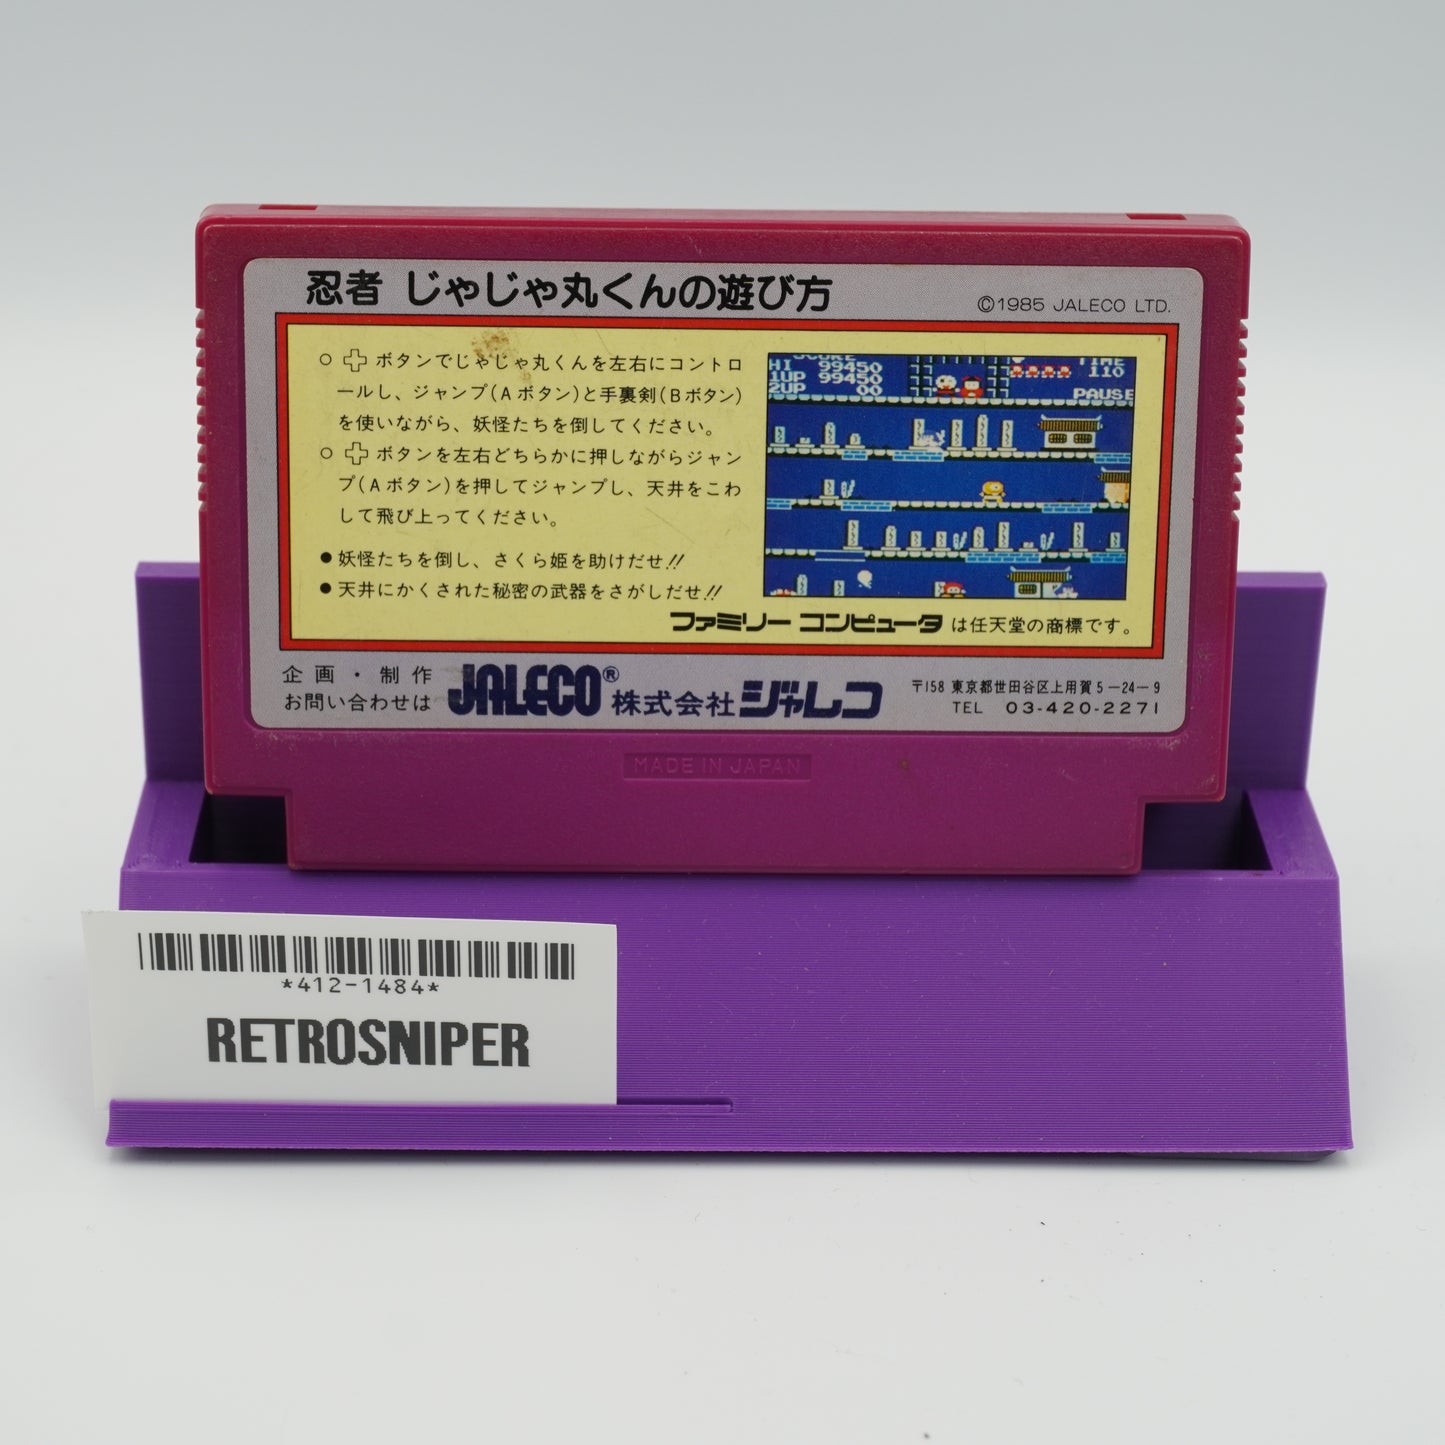 忍者 じゃじゃ丸くんの遊び方
©1985 JALECO LTD.
○ ボタンでじゃじゃ丸くんを左右にコントロ
ールし、ジャンプ(Aボタン)と手裏剣(Bボタン)
を使いながら、妖怪たちを倒してください。
○ ボタンを左右どちらかに押しながらジャン
プ(Aボタン)を押してジャンプし、天井をこわ
して飛び上ってください。
●妖怪たちを倒し、さくら姫を助けだせ!!
●天井にかくされた秘密の武器をさがしだせ!!
SCORE
HI 99450
1UP 99450
2UP 00
TIME
110
PAUSE
ファミリーコンピュータは任天堂の商標です。
企画・制作
お問い合わせは
JALECO® 株式会社ジャレコ
〒158 東京都世田谷区上用賀5-24-9
TEL 03-420-2271
MADE IN JAPAN
*412-1484*
RETROSNIPER